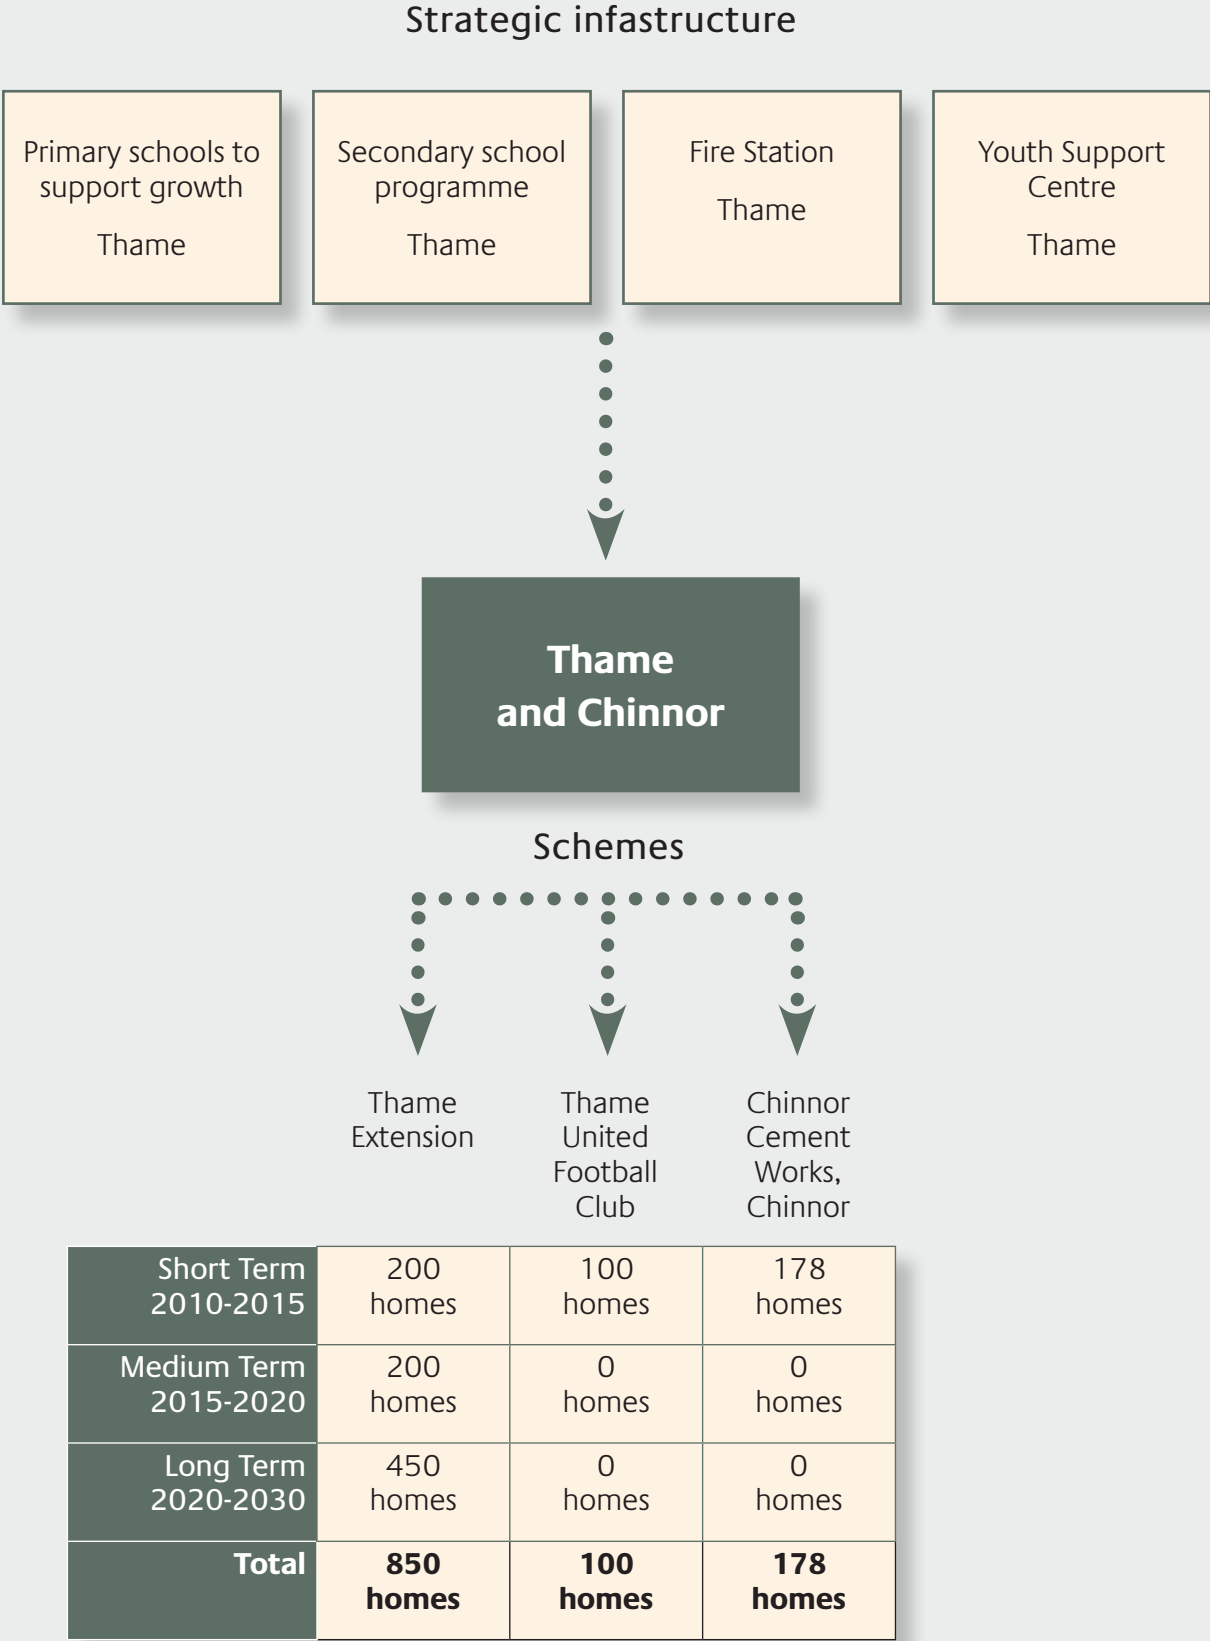 Strategic infastructure
Primary schools to
support growth
Thame
Secondary school
programme
Thame
Fire Station
Thame
Youth Support
Centre
Thame
Thame
and Chinnor
Schemes
Thame
Extension
Thame
United
Football
Club
Chinnor
Cement
Works,
Chinnor
Short Term
2010-2015
200
homes
100
homes
178
homes
Medium Term
2015-2020
200
homes
0
homes
0
homes
Long Term
2020-2030
450
homes
0
homes
0
homes
Total
850
homes
100
homes
178
homes